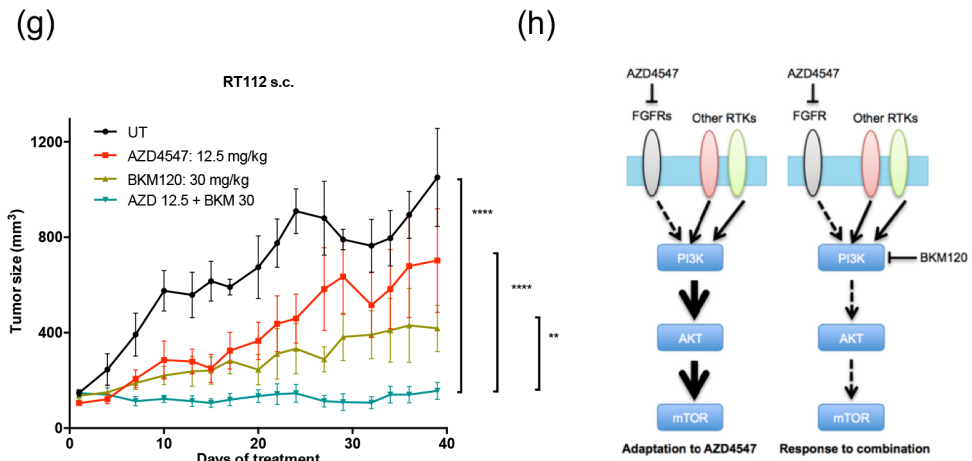 (g)
RT112 s.c.
UT
AZD4547: 12.5 mg/kg
BKM120: 30 mg/kg
AZD 12.5 + BKM 30
Tumor size (mm³)
1200
800
400
0
0 10 20 30 40
Days of treatment
****
****
**
(h)
AZD4547 AZD4547
FGFRs Other RTKs FGFR Other RTKs
PI3K PI3K BKM120
AKT AKT
mTOR mTOR
Adaptation to AZD4547 Response to combination